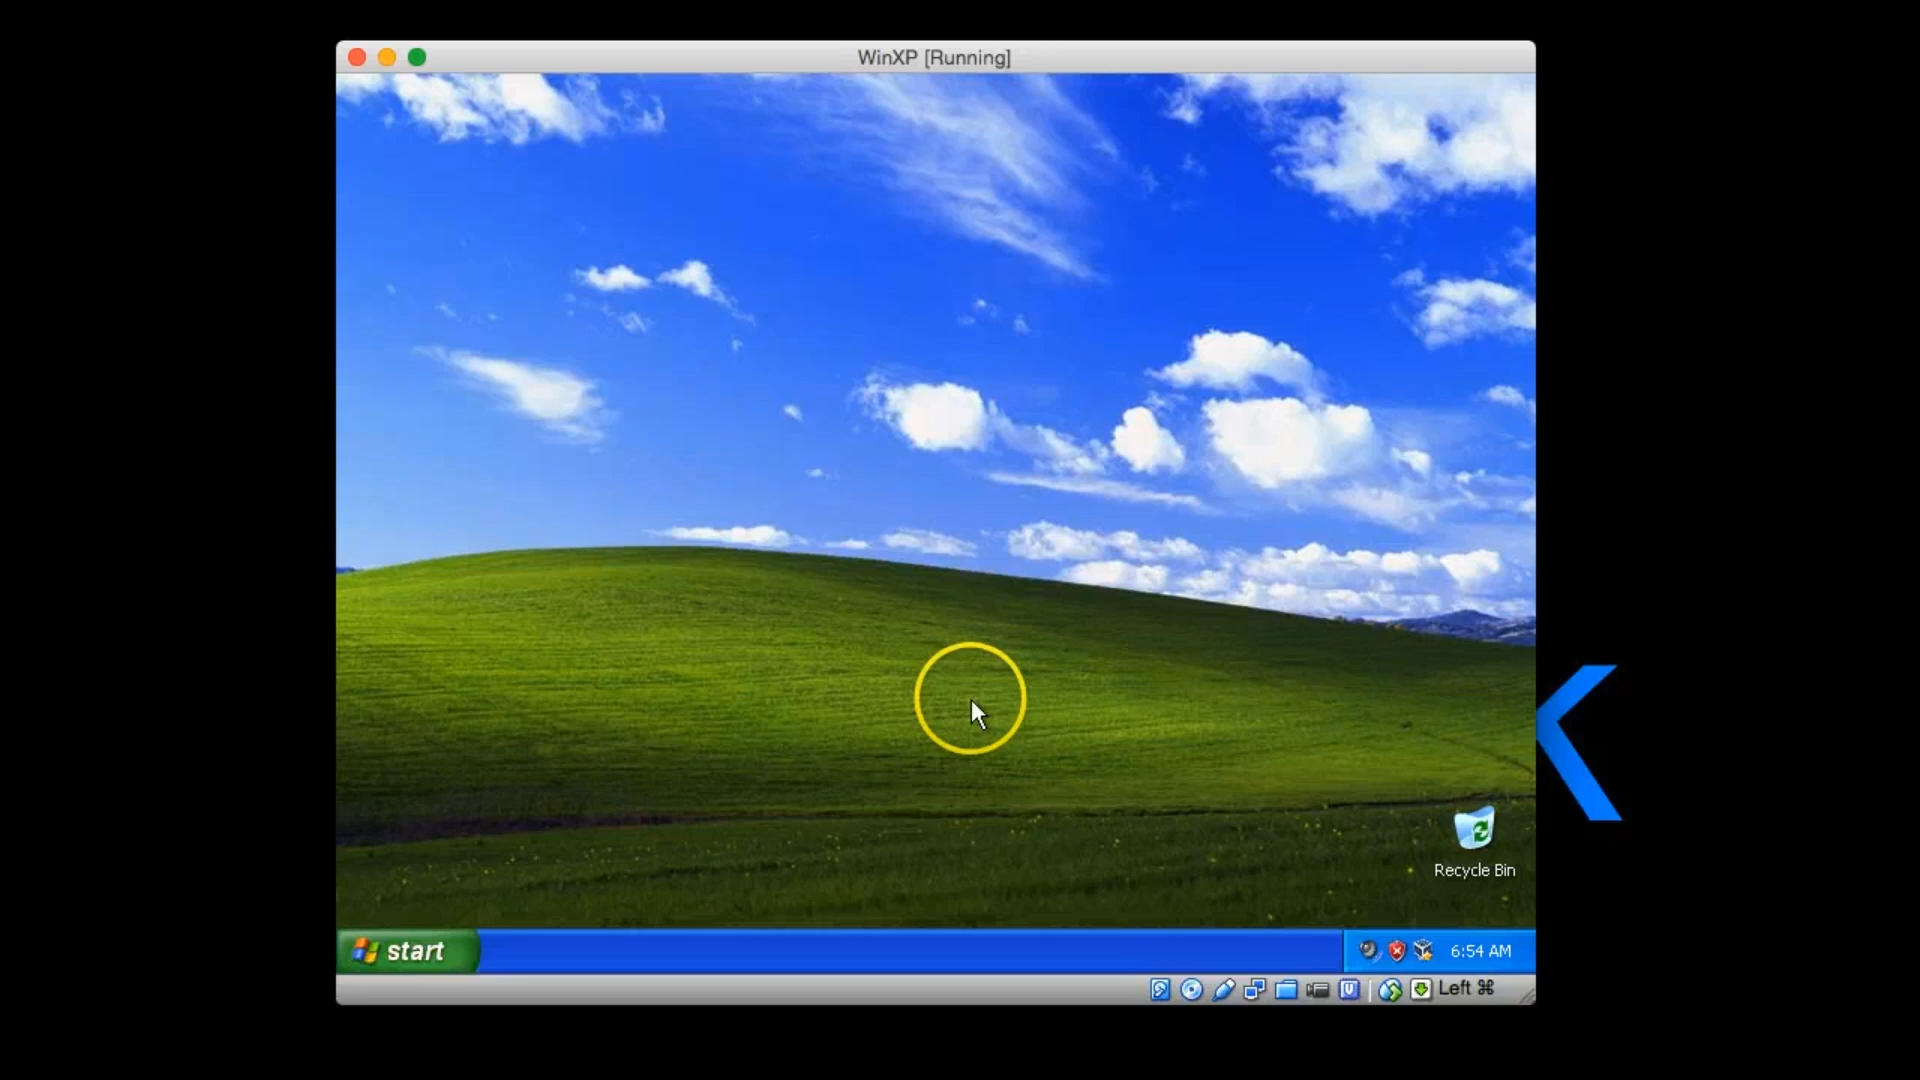 WinXP [Running]
Recycle Bin
start
6:54 AM
Left ⌘